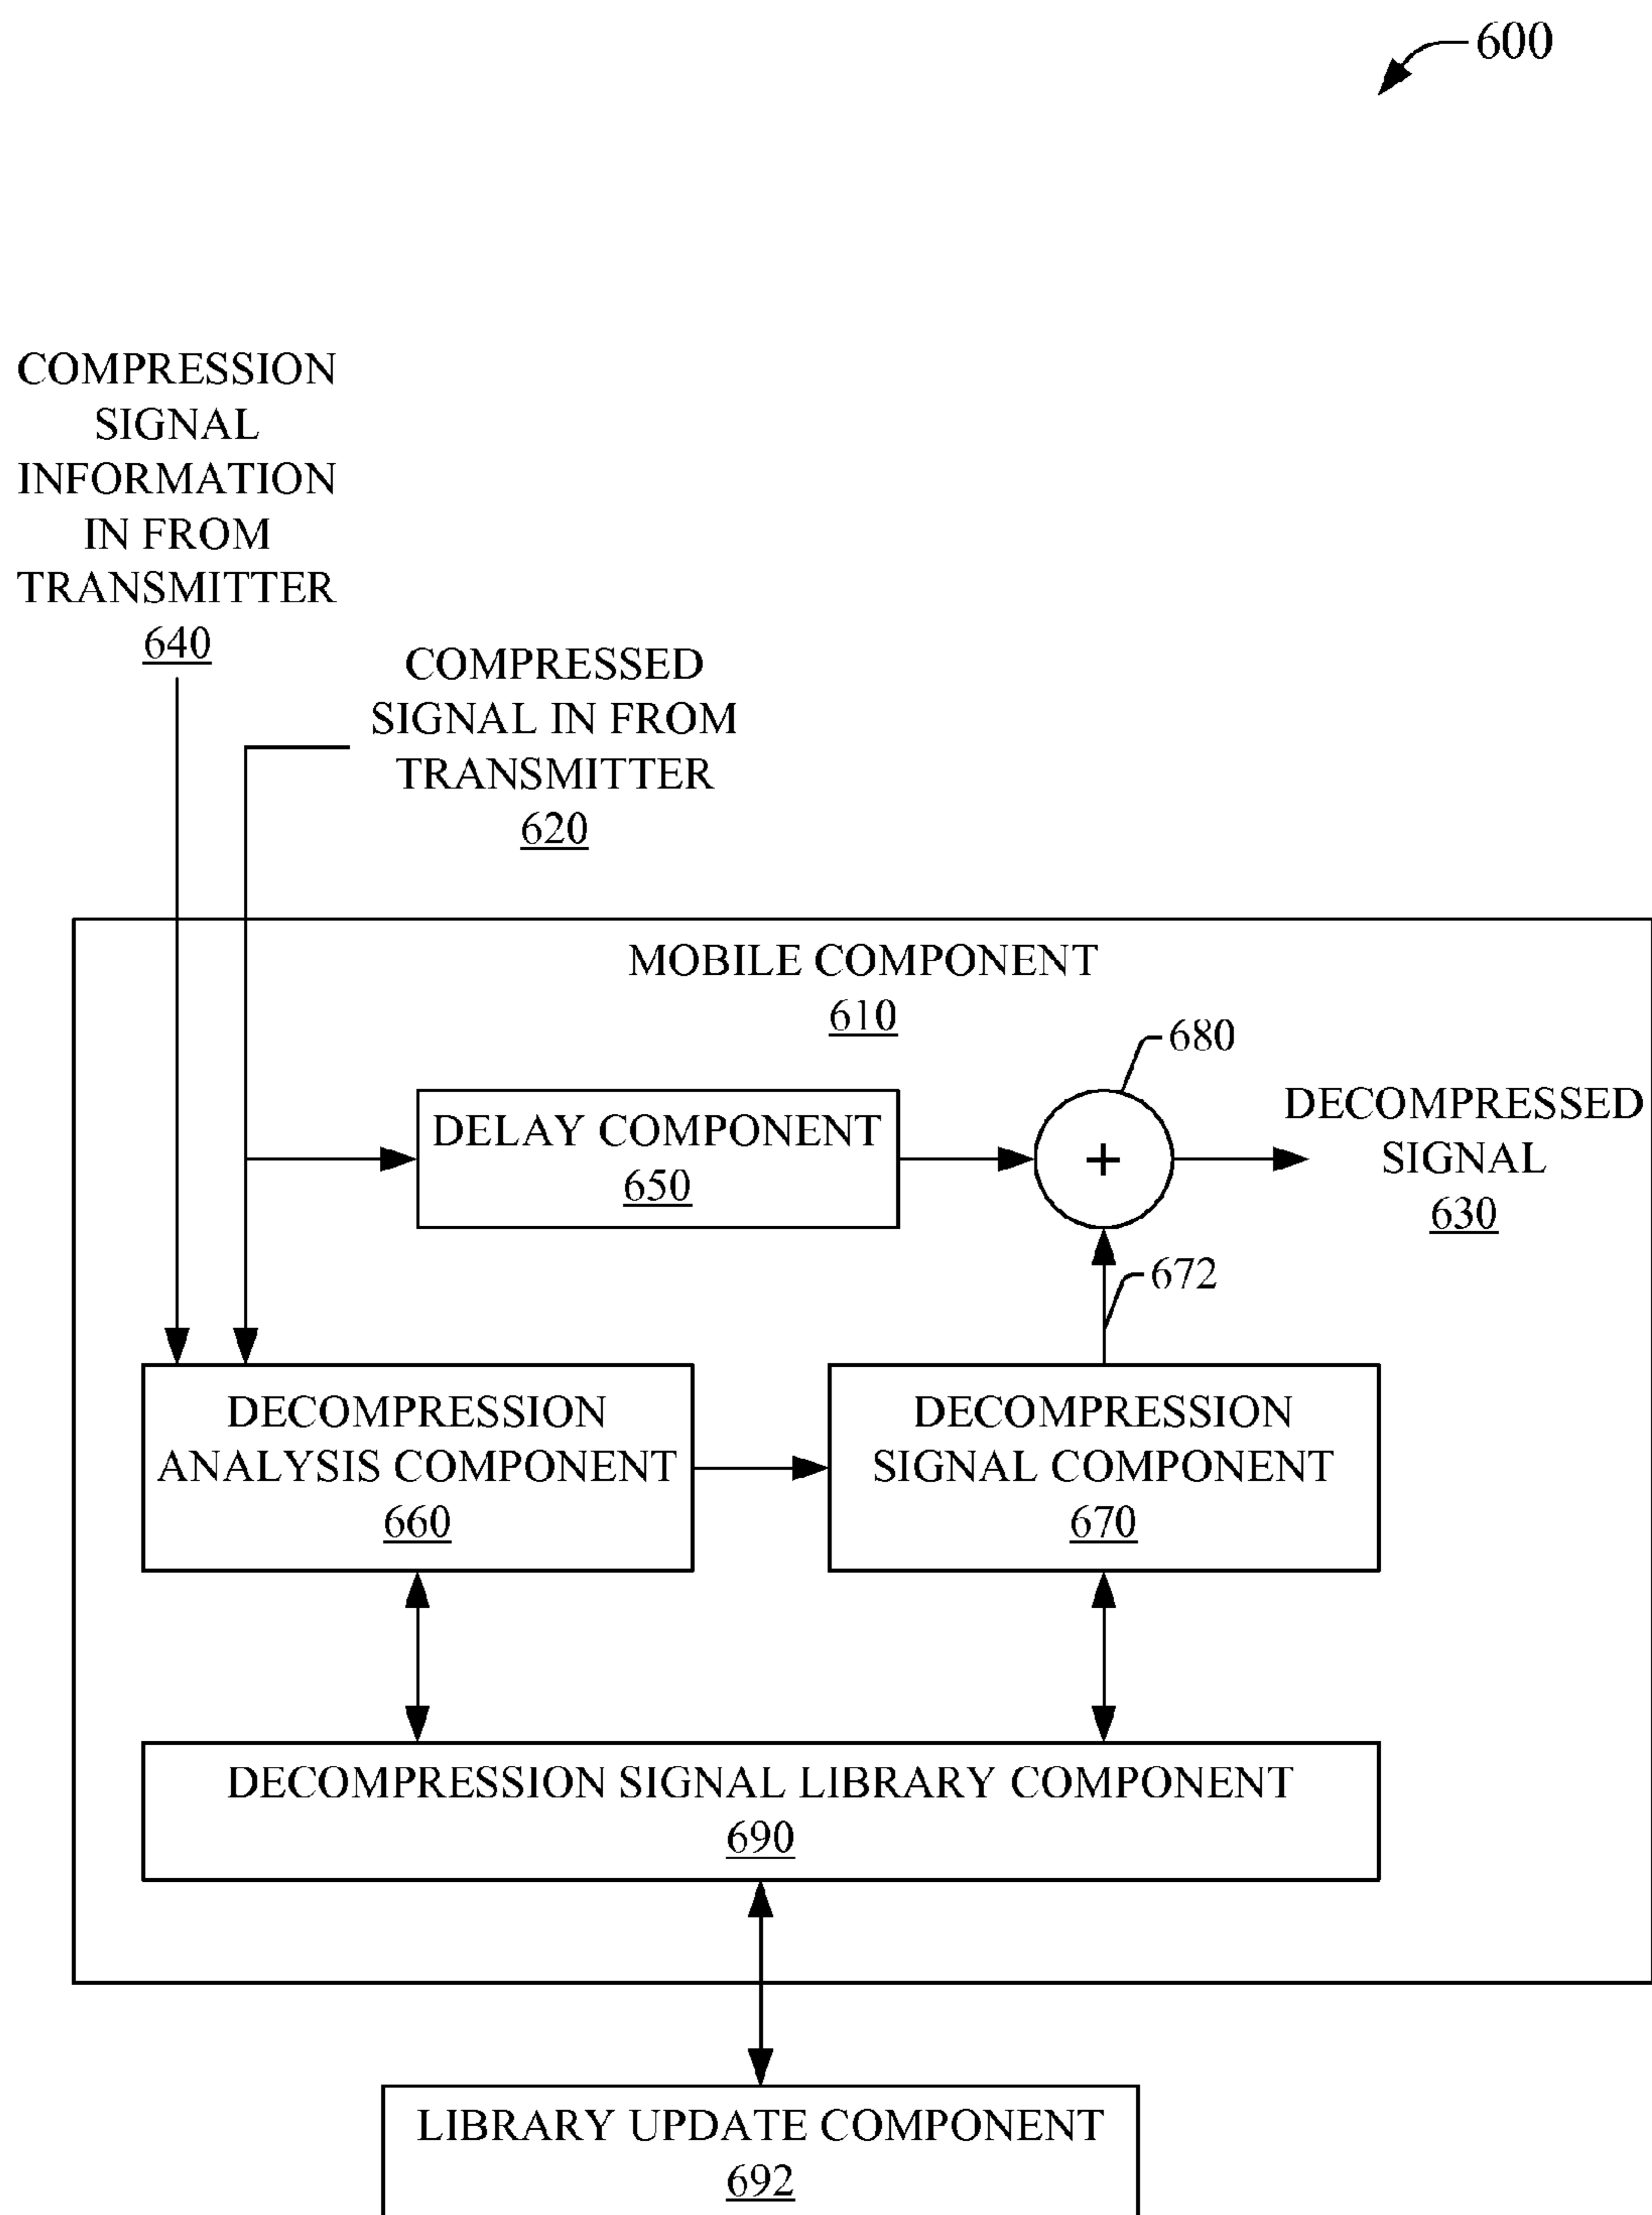 600
COMPRESSION
SIGNAL
INFORMATION
IN FROM
TRANSMITTER
640
COMPRESSED
SIGNAL IN FROM
TRANSMITTER
620
MOBILE COMPONENT
610
680
DELAY COMPONENT
650
+
DECOMPRESSED
SIGNAL
630
672
DECOMPRESSION
ANALYSIS COMPONENT
660
DECOMPRESSION
SIGNAL COMPONENT
670
DECOMPRESSION SIGNAL LIBRARY COMPONENT
690
LIBRARY UPDATE COMPONENT
692